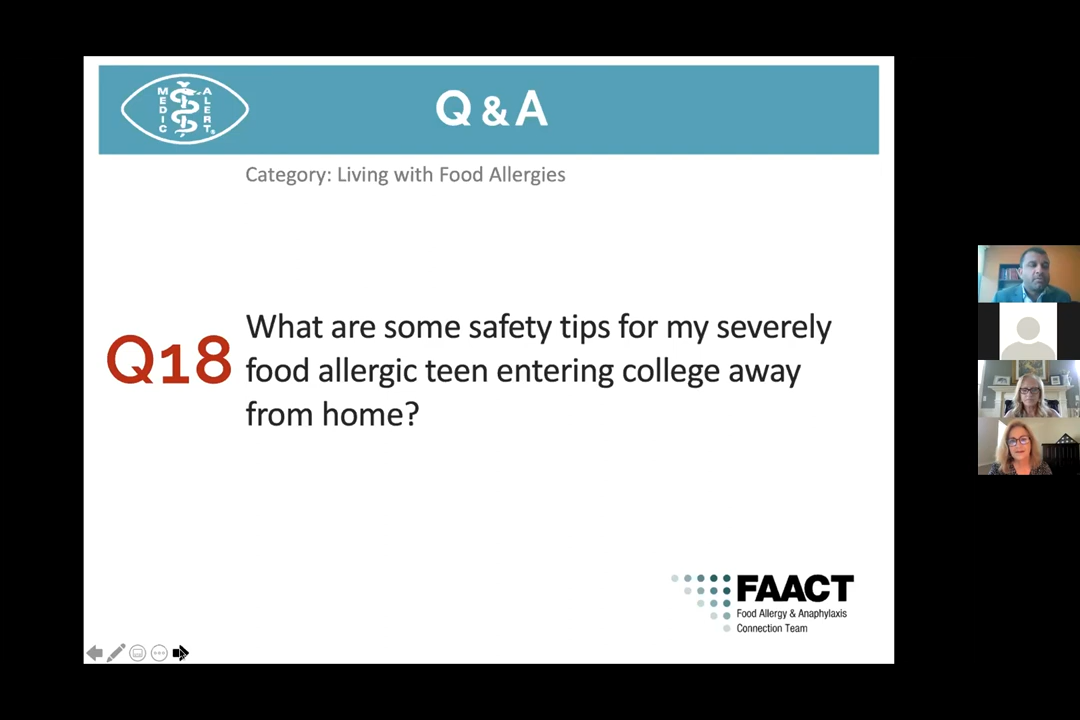 MEDIC ALERT
Q & A
Category: Living with Food Allergies
Q18
What are some safety tips for my severely
food allergic teen entering college away
from home?
FAACT
Food Allergy & Anaphylaxis
Connection Team